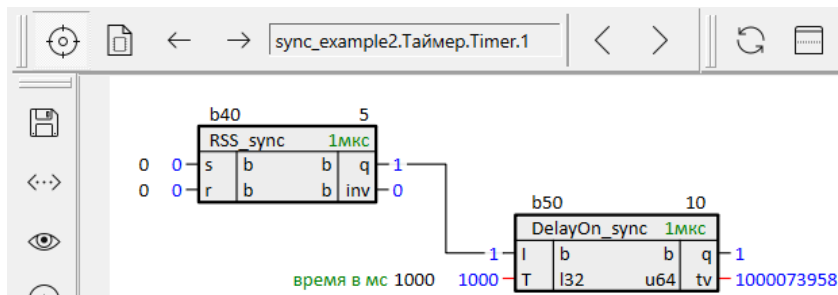 sync_example2.Таймер.Timer.1
b40 5
RSS_sync 1мкс
0 0 s b b q 1
0 0 r b b inv 0
b50 10
DelayOn_sync 1мкс
1 I b b q 1
время в мс 1000 1000 T I32 u64 tv 1000073958